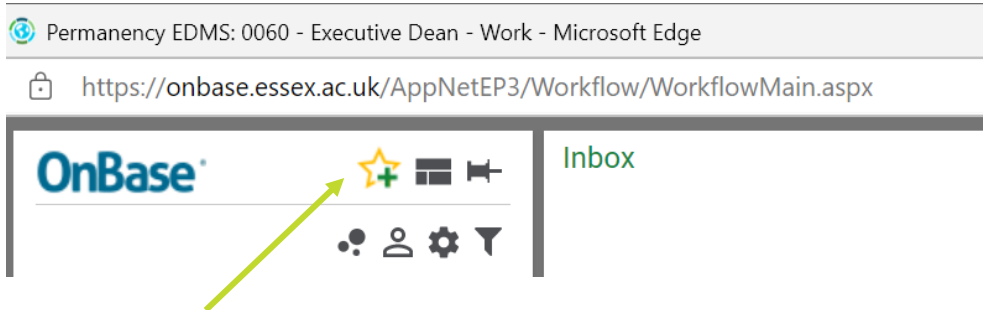 Permanency EDMS: 0060 - Executive Dean - Work - Microsoft Edge
https://onbase.essex.ac.uk/AppNetEP3/Workflow/WorkflowMain.aspx
OnBase®
Inbox